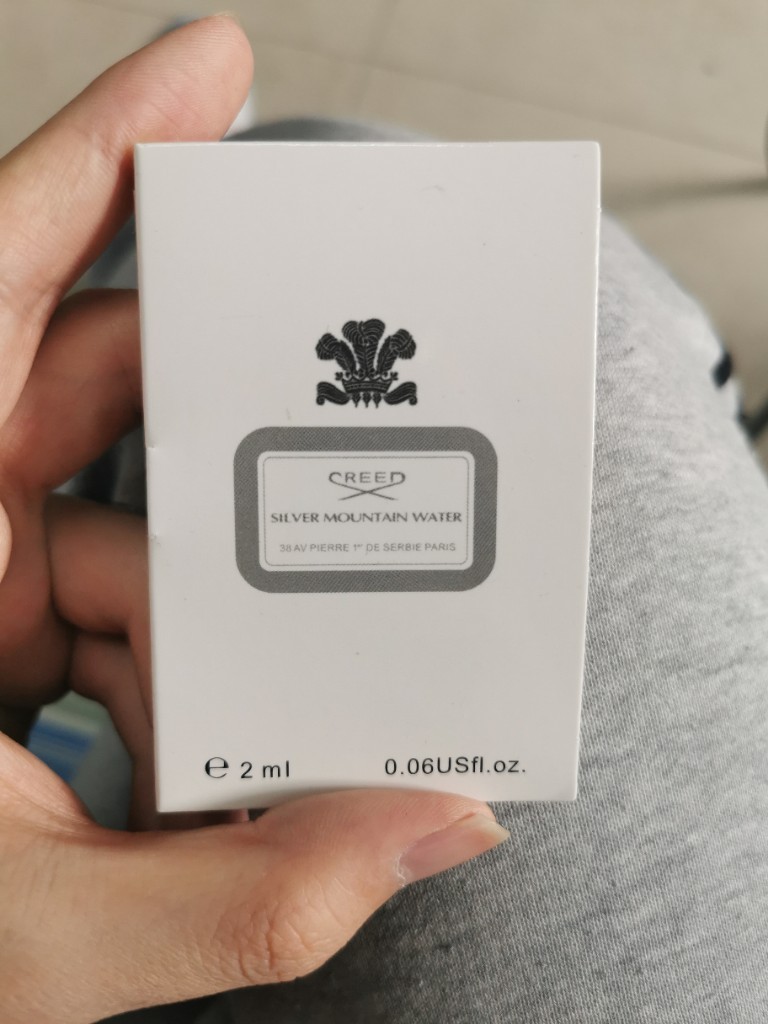 CREED
SILVER MOUNTAIN WATER
38 AV PIERRE 1er DE SERBIE PARIS
℮ 2 ml 0.06USfl.oz.